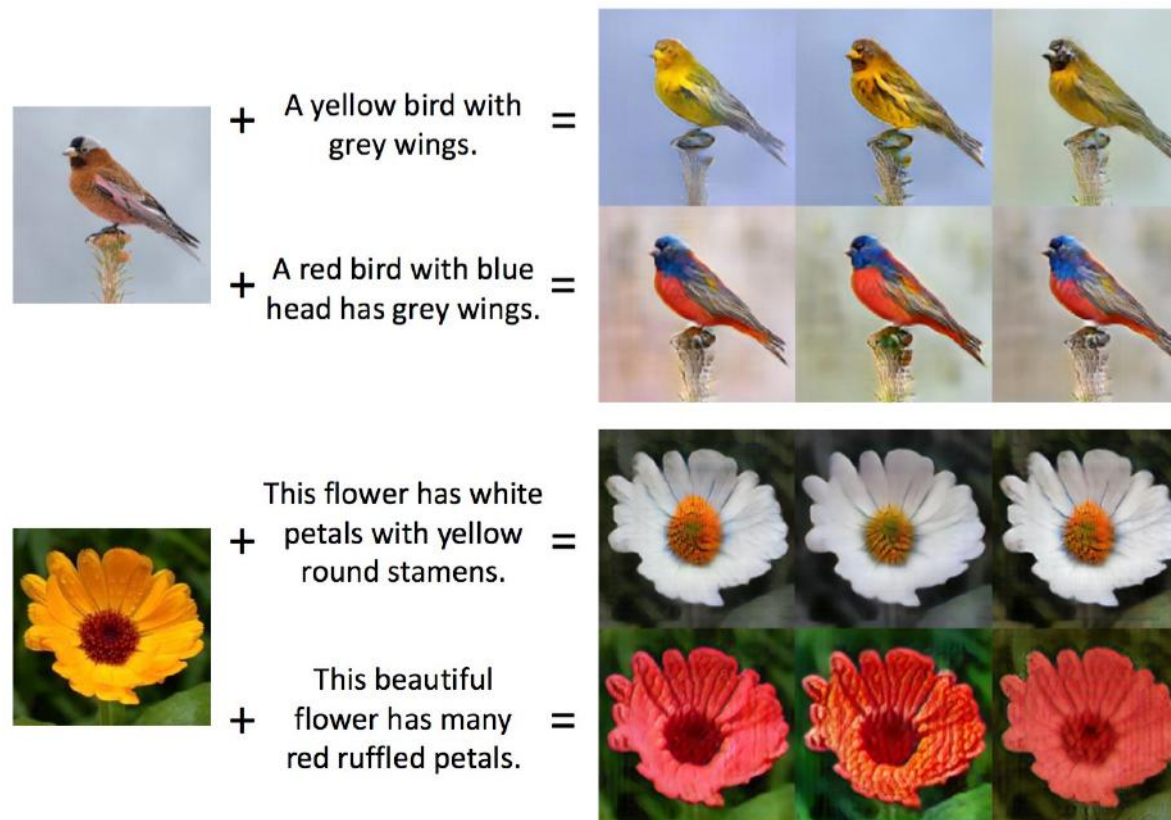 + A yellow bird with =
grey wings.
+ A red bird with blue =
head has grey wings.
This flower has white
+ petals with yellow =
round stamens.
This beautiful
+ flower has many =
red ruffled petals.